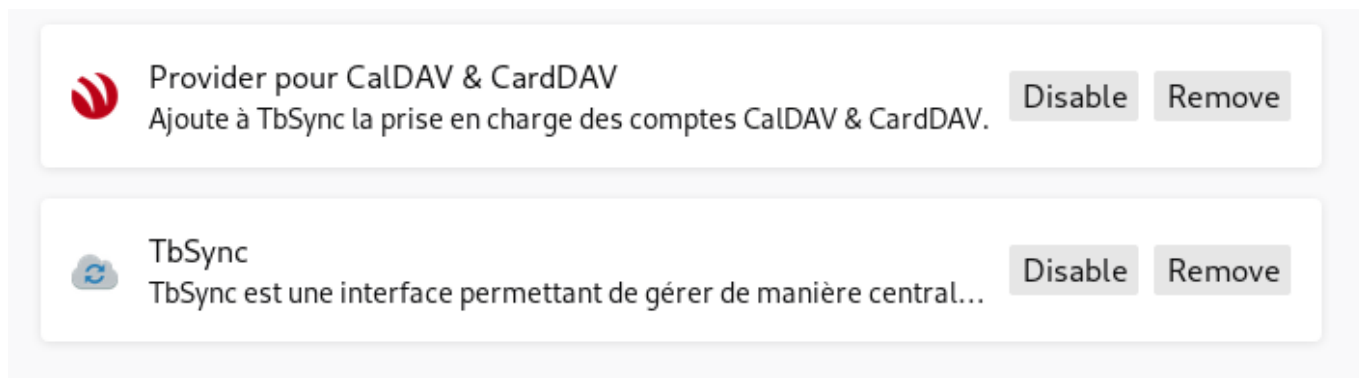 Provider pour CalDAV & CardDAV
Ajoute à TbSync la prise en charge des comptes CalDAV & CardDAV.
Disable Remove
TbSync
TbSync est une interface permettant de gérer de manière central...
Disable Remove